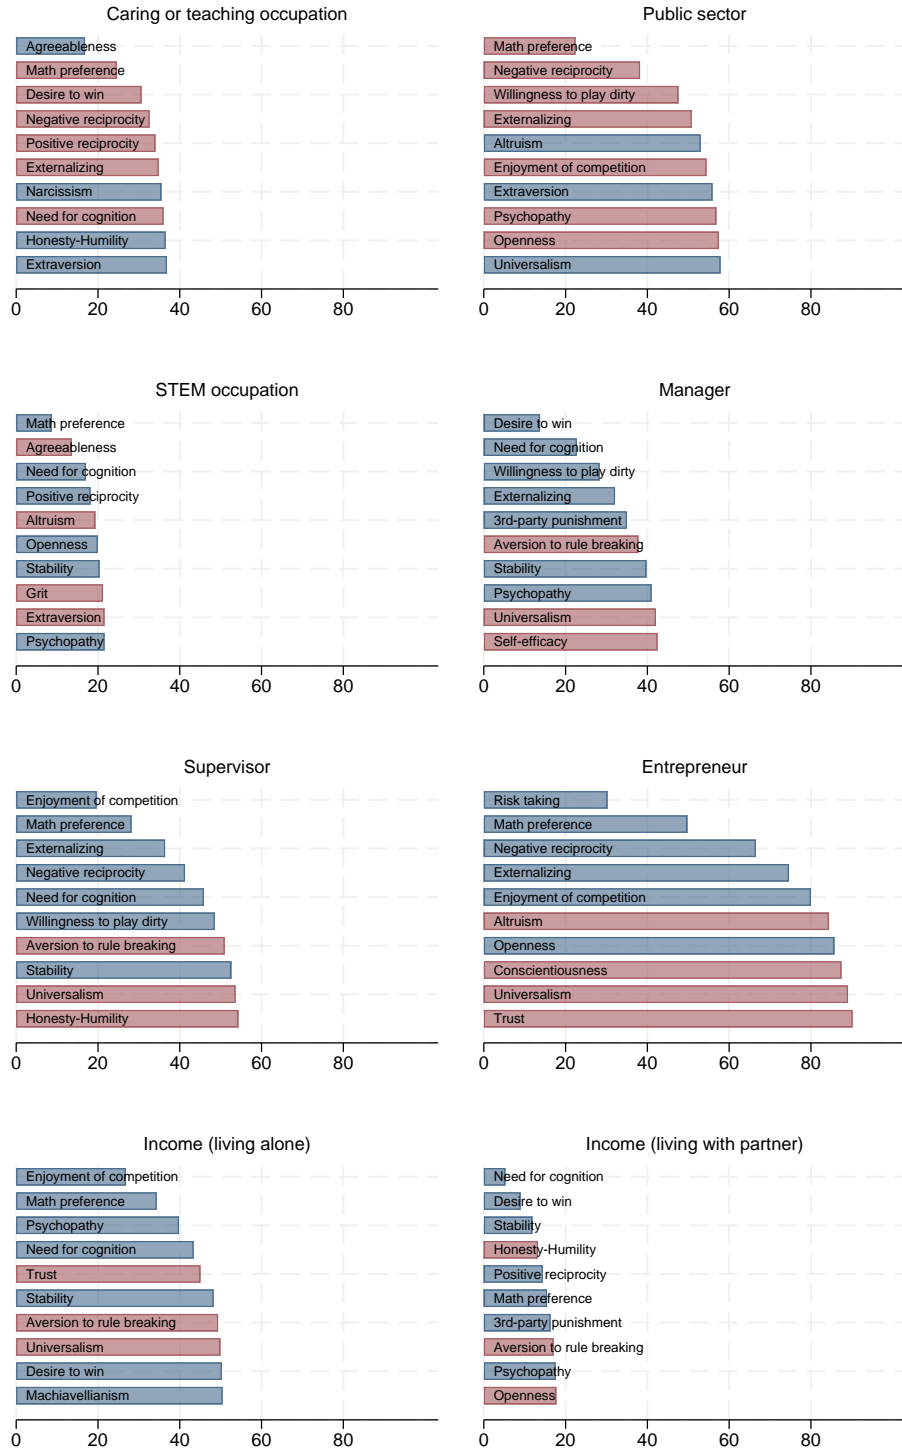 Caring or teaching occupation
Agreeableness
Math preference
Desire to win
Negative reciprocity
Positive reciprocity
Externalizing
Narcissism
Need for cognition
Honesty-Humility
Extraversion
0 20 40 60 80
Public sector
Math preference
Negative reciprocity
Willingness to play dirty
Externalizing
Altruism
Enjoyment of competition
Extraversion
Psychopathy
Openness
Universalism
0 20 40 60 80
STEM occupation
Math preference
Agreeableness
Need for cognition
Positive reciprocity
Altruism
Openness
Stability
Grit
Extraversion
Psychopathy
0 20 40 60 80
Manager
Desire to win
Need for cognition
Willingness to play dirty
Externalizing
3rd-party punishment
Aversion to rule breaking
Stability
Psychopathy
Universalism
Self-efficacy
0 20 40 60 80
Supervisor
Enjoyment of competition
Math preference
Externalizing
Negative reciprocity
Need for cognition
Willingness to play dirty
Aversion to rule breaking
Stability
Universalism
Honesty-Humility
0 20 40 60 80
Entrepreneur
Risk taking
Math preference
Negative reciprocity
Externalizing
Enjoyment of competition
Altruism
Openness
Conscientiousness
Universalism
Trust
0 20 40 60 80
Income (living alone)
Enjoyment of competition
Math preference
Psychopathy
Need for cognition
Trust
Stability
Aversion to rule breaking
Universalism
Desire to win
Machiavellianism
0 20 40 60 80
Income (living with partner)
Need for cognition
Desire to win
Stability
Honesty-Humility
Positive reciprocity
Math preference
3rd-party punishment
Aversion to rule breaking
Psychopathy
Openness
0 20 40 60 80